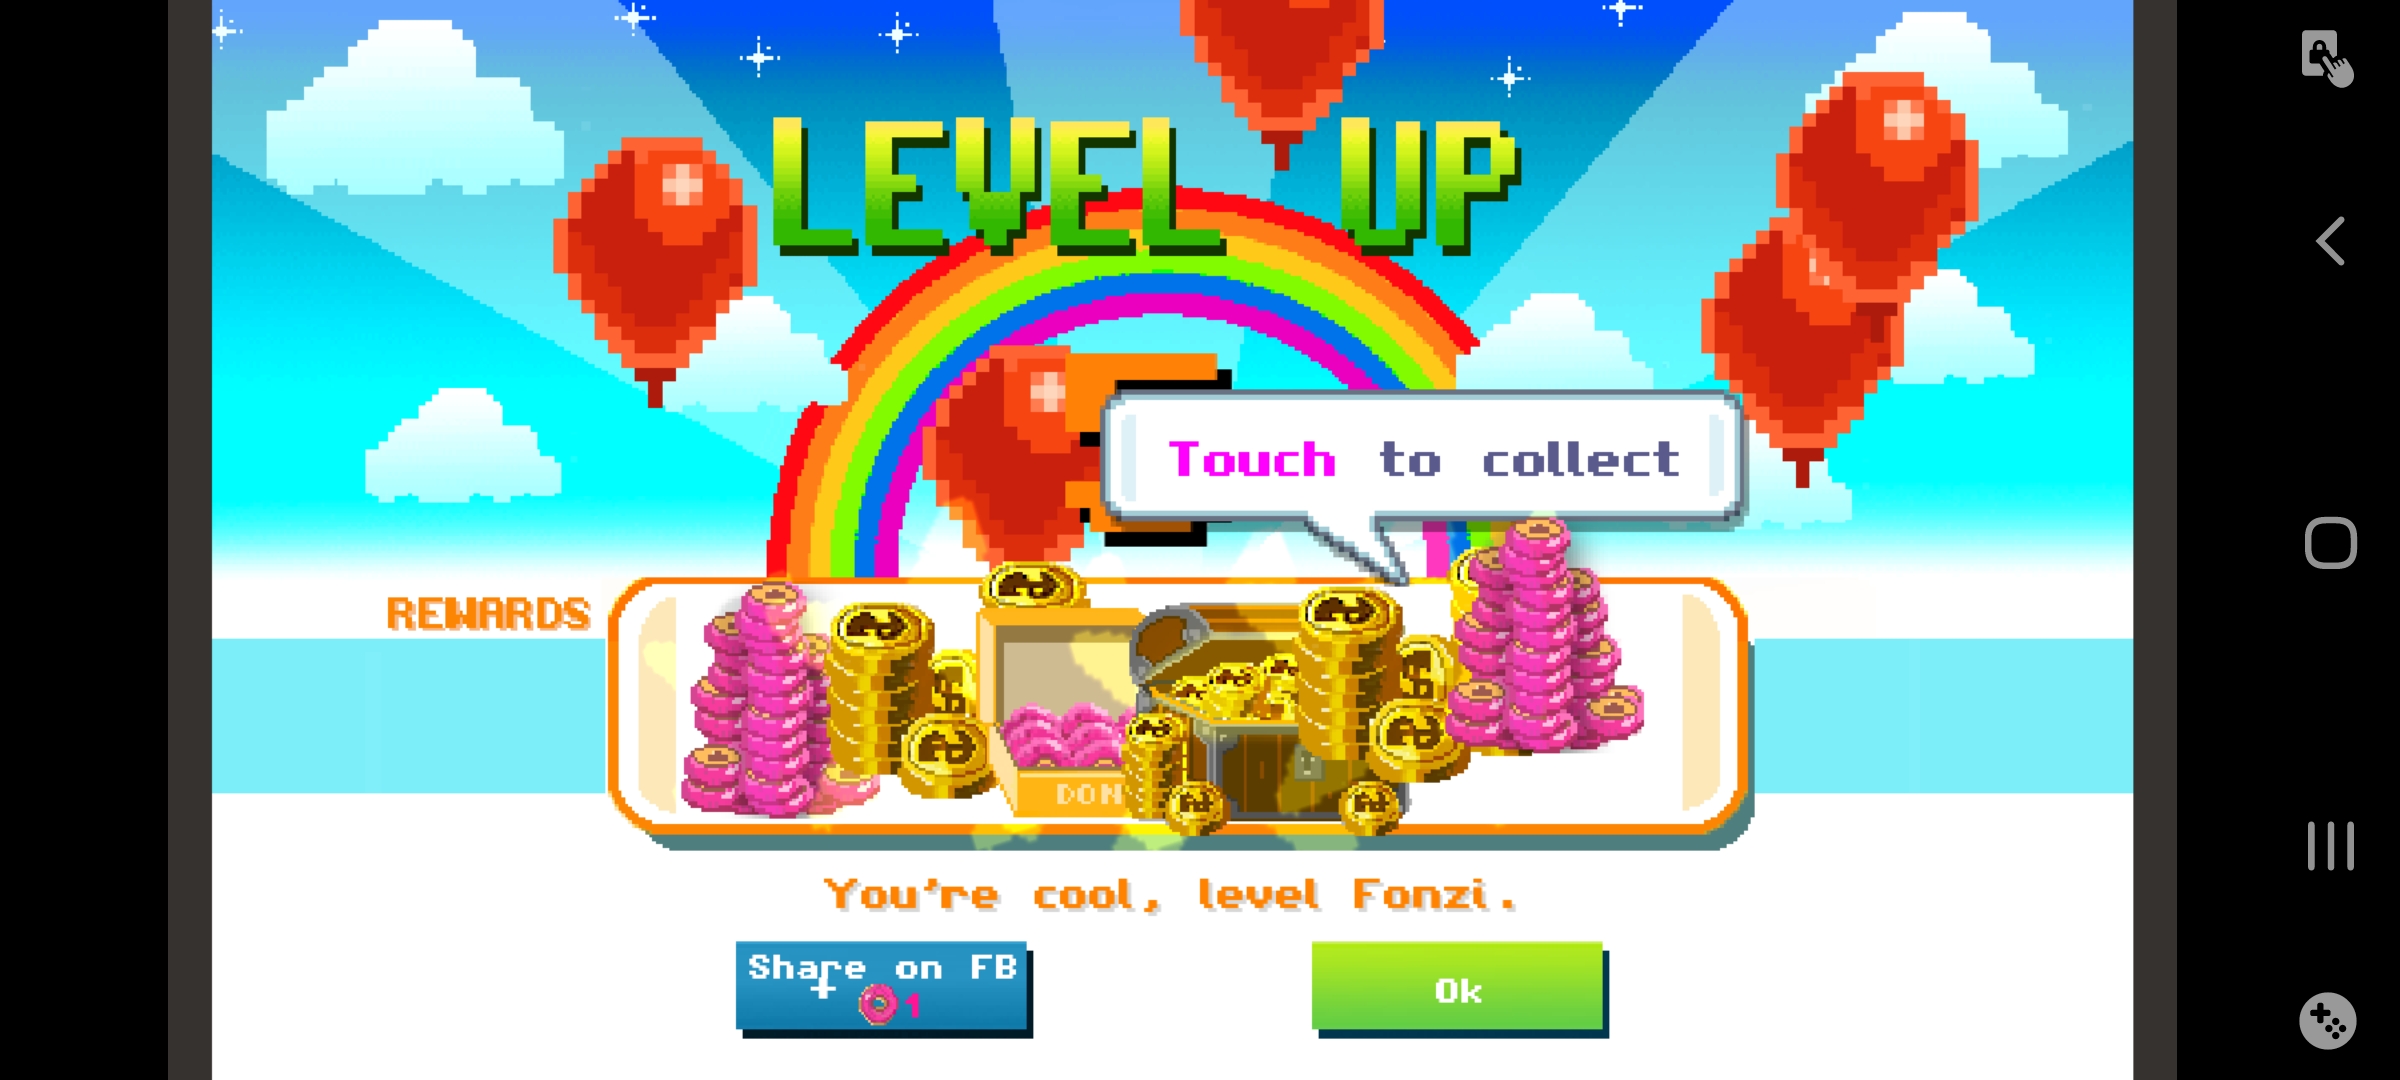 LEVEL UP
Touch to collect
REWARDS
You're cool, level Fonzi.
Share on FB
+ 1
Ok